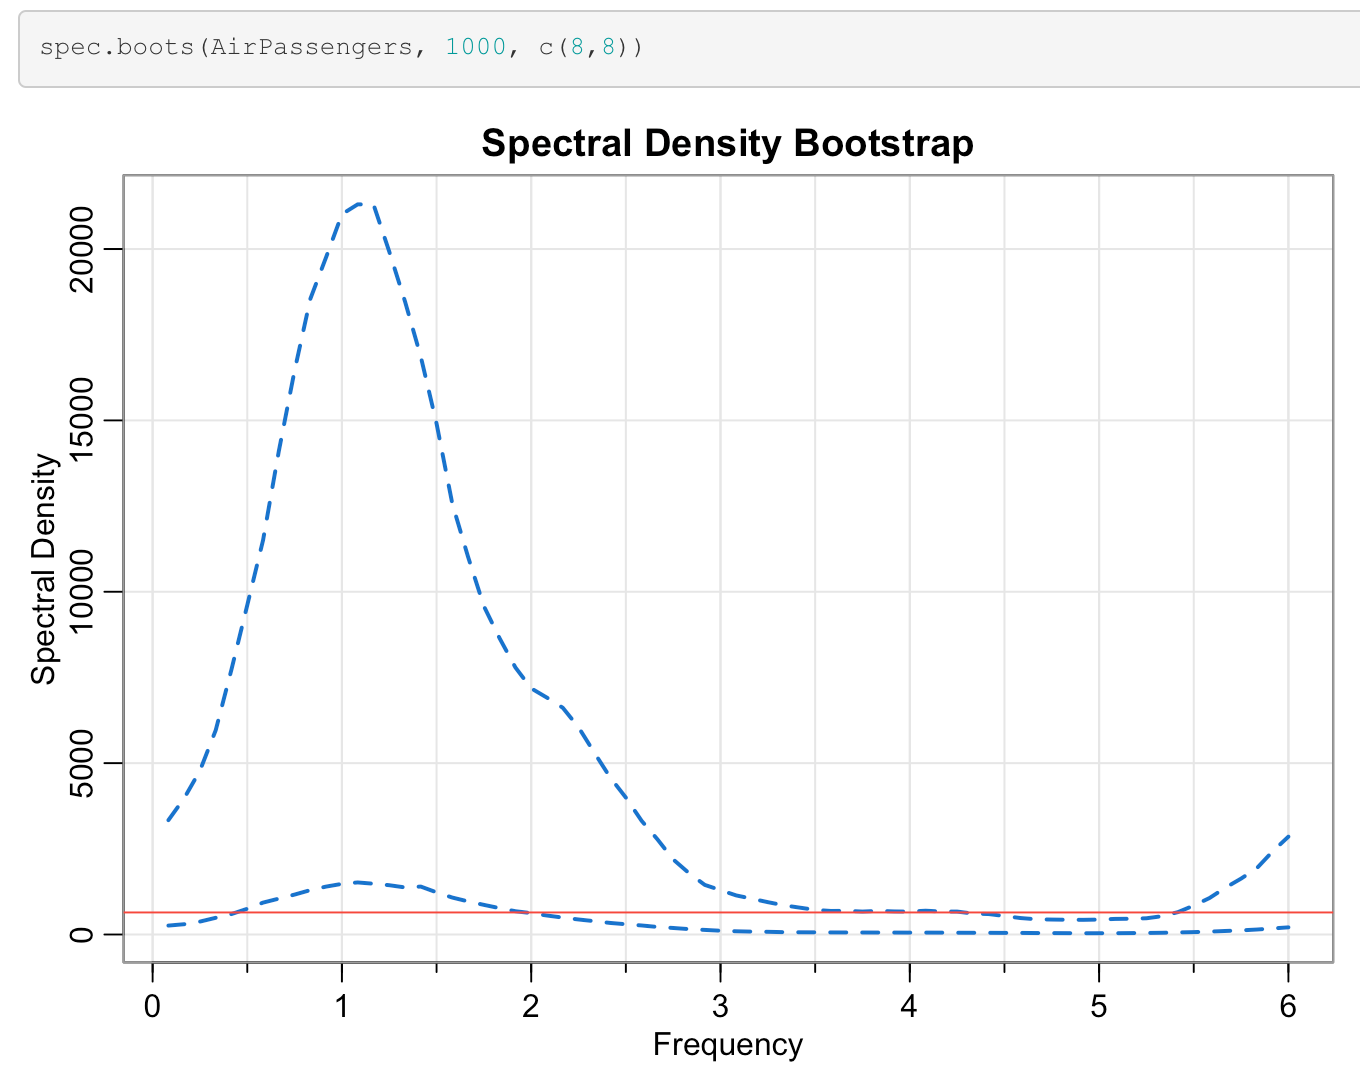 spec.boots(AirPassengers, 1000, c(8,8))
Spectral Density Bootstrap
20000
15000
10000
5000
0
Spectral Density
0 1 2 3 4 5 6
Frequency